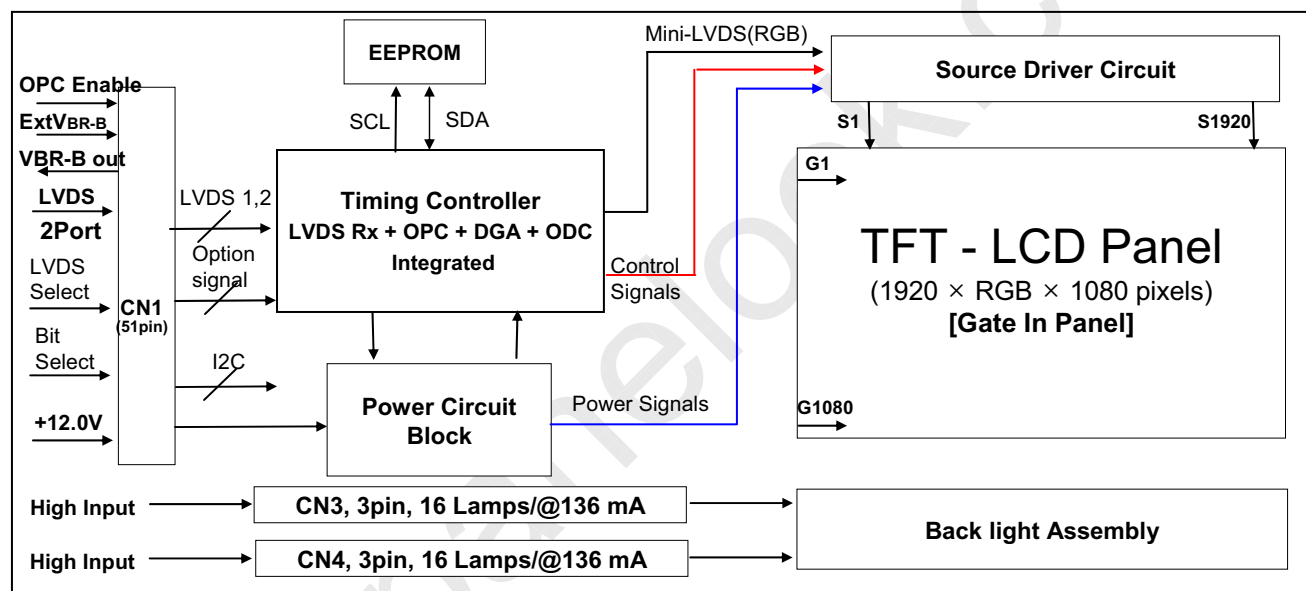 EEPROM
Mini-LVDS(RGB)
Source Driver Circuit
OPC Enable
ExtVBR-B
VBR-B out
LVDS
2Port
LVDS
Select
Bit
Select
+12.0V
CN1
(51pin)
SCL
SDA
LVDS 1,2
Option
signal
I2C
Timing Controller
LVDS Rx + OPC + DGA + ODC
Integrated
Control
Signals
Power Circuit
Block
Power Signals
S1
S1920
G1
TFT - LCD Panel
(1920 × RGB × 1080 pixels)
[Gate In Panel]
G1080
High Input
CN3, 3pin, 16 Lamps/@136 mA
High Input
CN4, 3pin, 16 Lamps/@136 mA
Back light Assembly